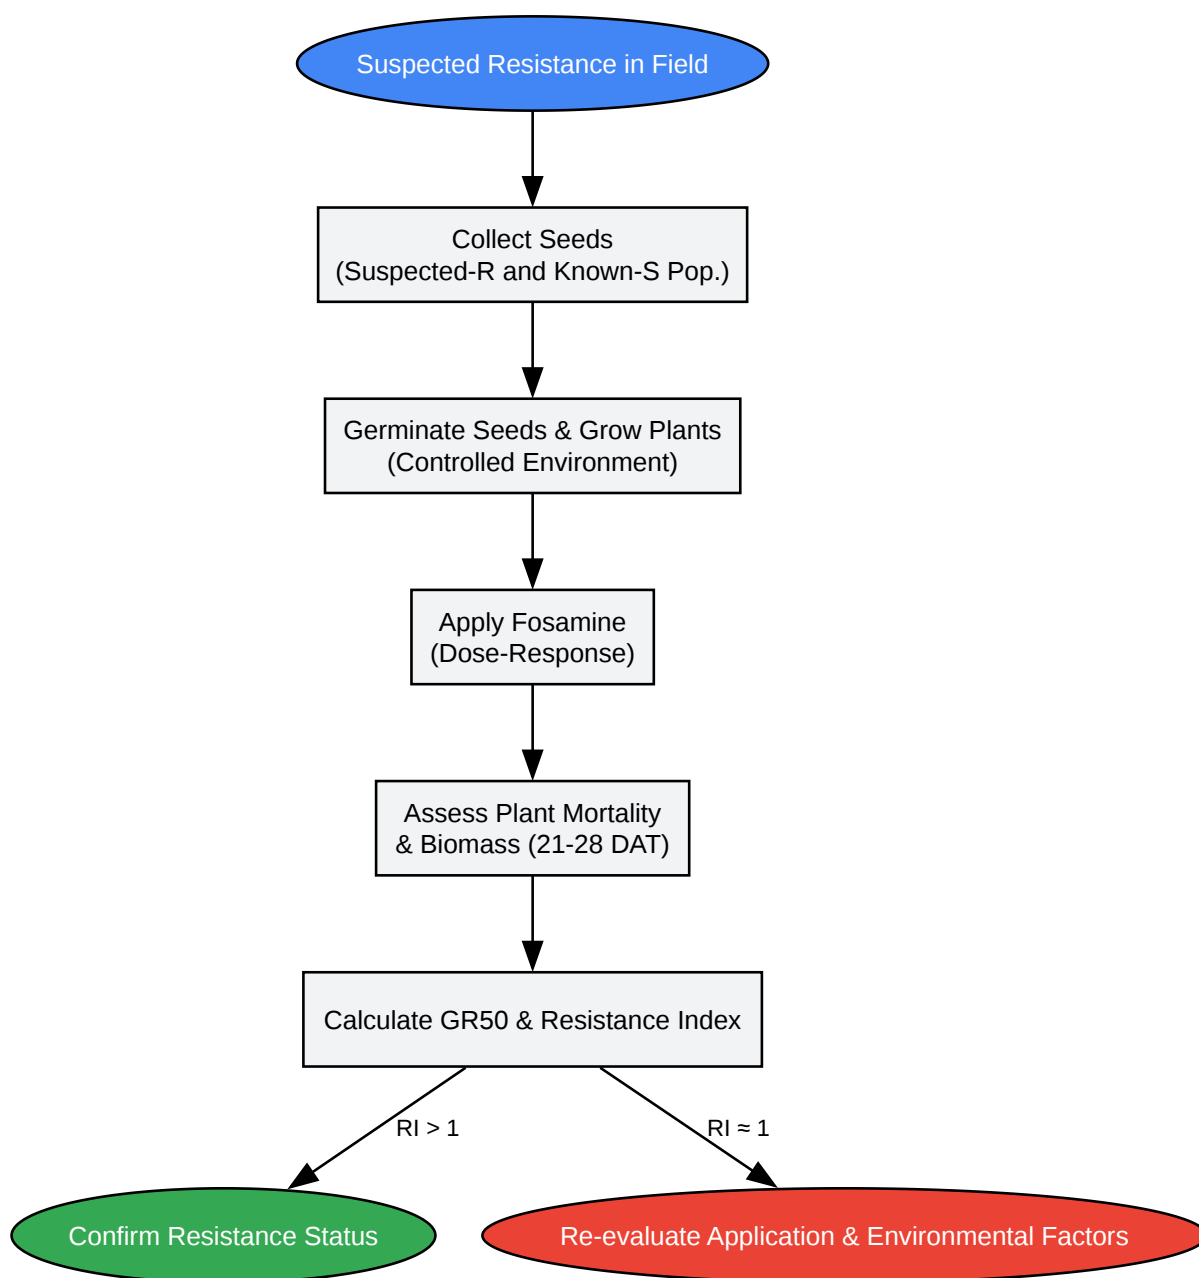 Suspected Resistance in Field
Collect Seeds
(Suspected-R and Known-S Pop.)
Germinate Seeds & Grow Plants
(Controlled Environment)
Apply Fosamine
(Dose-Response)
Assess Plant Mortality
& Biomass (21-28 DAT)
Calculate GR50 & Resistance Index
RI > 1
RI ≈ 1
Confirm Resistance Status
Re-evaluate Application & Environmental Factors